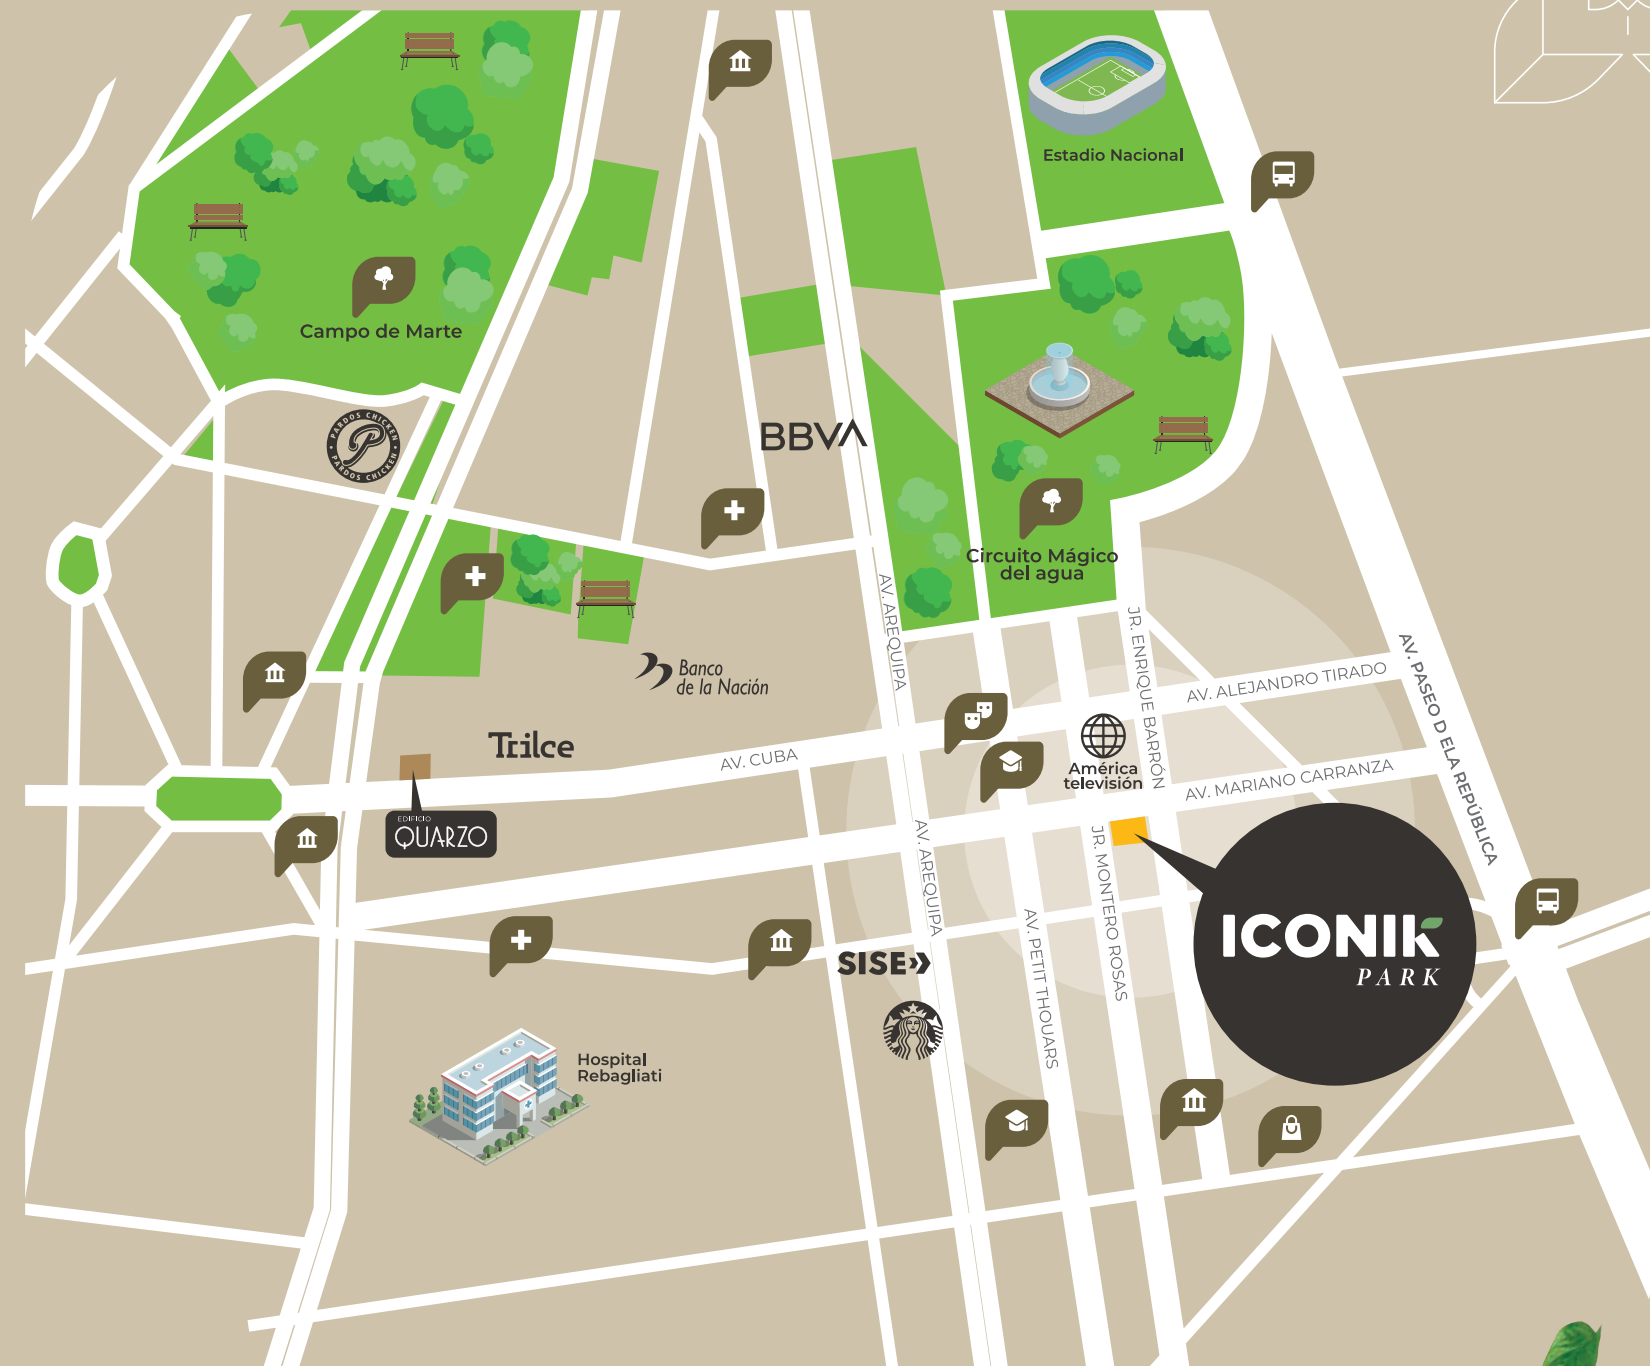 Estadio Nacional
Campo de Marte
PARDOS CHICKEN
PARDOS CHICKEN
BBVA
Circuito Mágico
del agua
AV. AREQUIPA
JR. ENRIQUE BARRÓN
AV. PASEO D ELA REPÚBLICA
Banco
de la Nación
AV. ALEJANDRO TIRADO
Trilce
AV. CUBA
América
televisión
AV. MARIANO CARRANZA
EDIFICIO
QUARZO
AV. AREQUIPA
JR. MONTERO ROSAS
AV. PETIT THOUARS
ICONIK
PARK
SISE
Hospital
Rebagliati